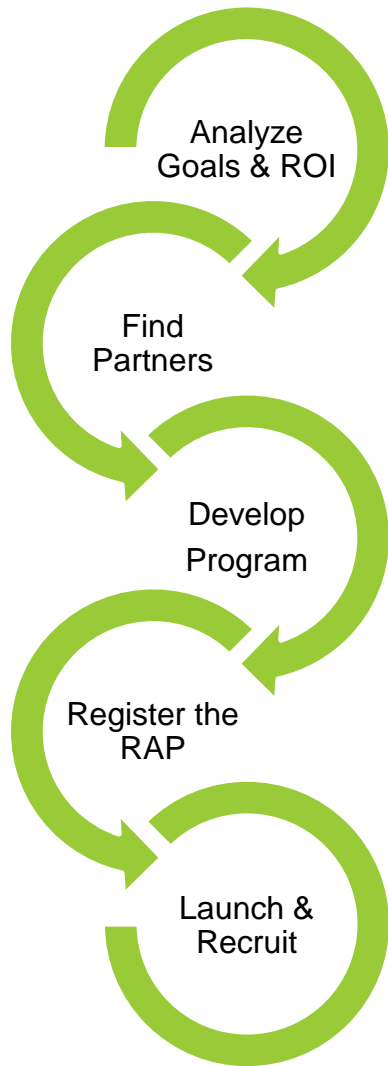 Analyze
Goals & ROI
Find
Partners
Develop
Program
Register the
RAP
Launch &
Recruit